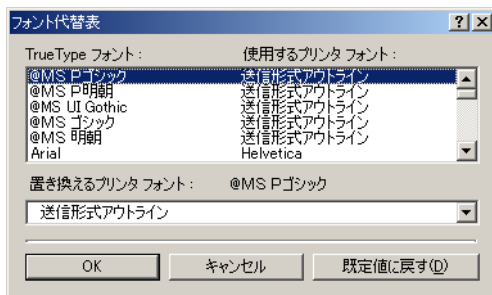 フォント代替表
TrueType フォント： 使用するプリンタ フォント：
@MS Pゴシック 送信形式アウトライン
@MS P明朝 送信形式アウトライン
@MS UI Gothic 送信形式アウトライン
@MS ゴシック 送信形式アウトライン
@MS 明朝 送信形式アウトライン
Arial Helvetica
置き換えるプリンタ フォント： @MS Pゴシック
送信形式アウトライン
OK キャンセル 既定値に戻す(D)